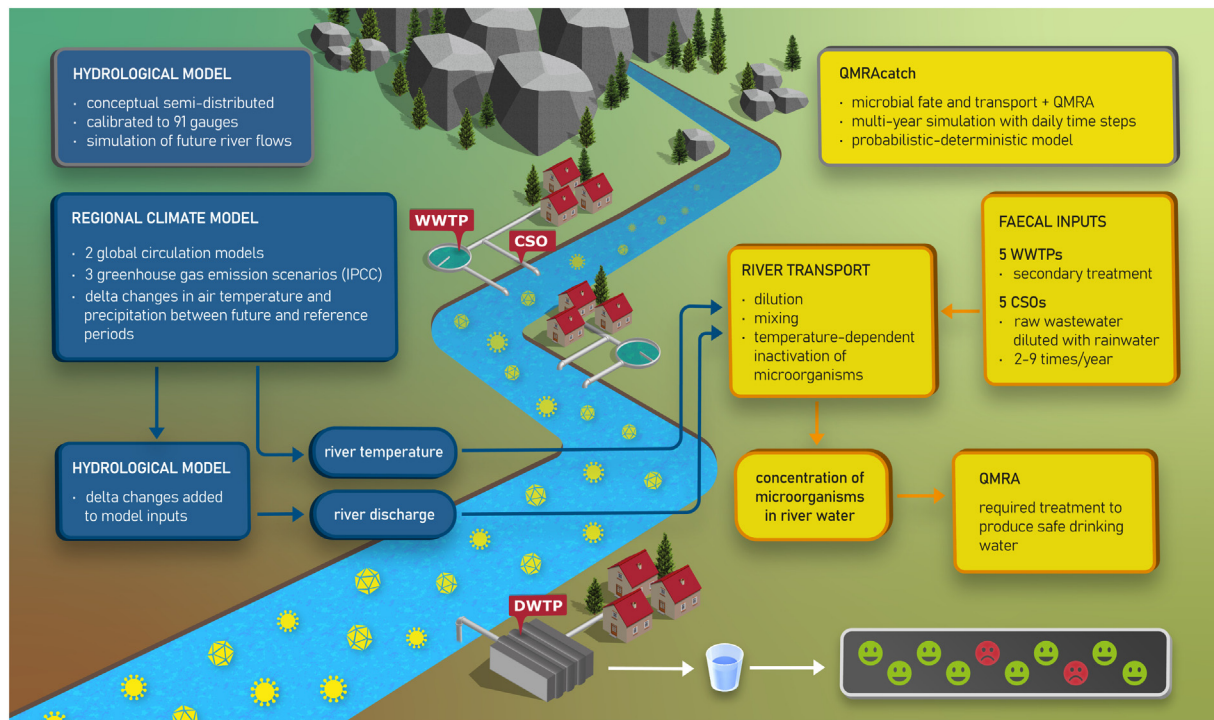 HYDROLOGICAL MODEL
· conceptual semi-distributed
· calibrated to 91 gauges
· simulation of future river flows
QMRAcatch
· microbial fate and transport + QMRA
· multi-year simulation with daily time steps
· probabilistic-deterministic model
REGIONAL CLIMATE MODEL
· 2 global circulation models
· 3 greenhouse gas emission scenarios (IPCC)
· delta changes in air temperature and
precipitation between future and reference
periods
WWTP
CSO
RIVER TRANSPORT
· dilution
· mixing
· temperature-dependent
inactivation of
microorganisms
FAECAL INPUTS
5 WWTPs
· secondary treatment
5 CSOs
· raw wastewater
diluted with rainwater
· 2-9 times/year
HYDROLOGICAL MODEL
· delta changes added
to model inputs
river temperature
river discharge
concentration of
microorganisms
in river water
QMRA
required treatment to
produce safe drinking
water
DWTP